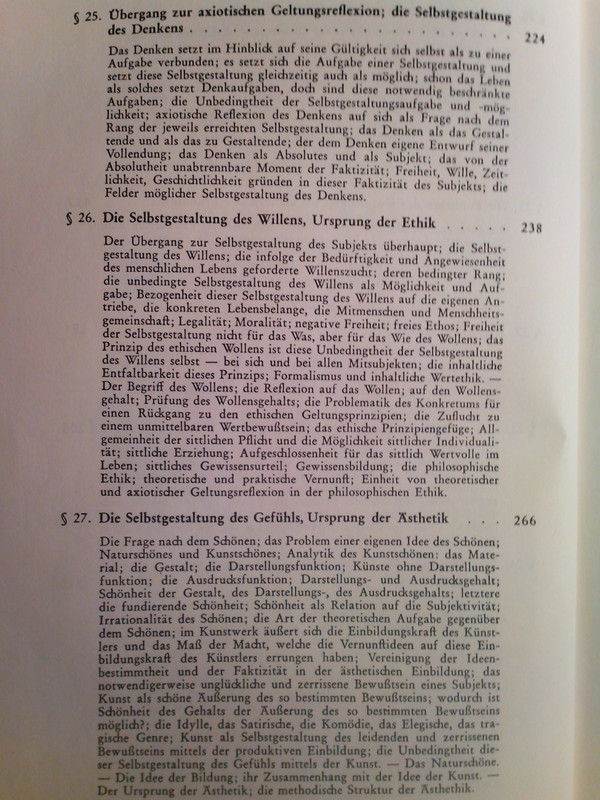 § 25. Übergang zur axiotischen Geltungsreflexion; die Selbstgestaltung
des Denkens . . . . . . . . . . . . . . . . . . . . 224
Das Denken setzt im Hinblick auf seine Gültigkeit sich selbst als zu einer
Aufgabe verbunden; es setzt sich die Aufgabe einer Selbstgestaltung und
setzt diese Selbstgestaltung gleichzeitig auch als möglich; schon das Leben
als solches setzt Denkaufgaben, doch sind diese notwendig beschränkte
Aufgaben; die Unbedingtheit der Selbstgestaltungsaufgabe und -mög-
lichkeit; axiotische Reflexion des Denkens auf sich als Frage nach dem
Rang der jeweils erreichten Selbstgestaltung; das Denken als das Gestal-
tende und als das zu Gestaltende; der dem Denken eigene Entwurf seiner
Vollendung; das Denken als Absolutes und als Subjekt; das von der
Absolutheit unabtrennbare Moment der Faktizität; Freiheit, Wille, Zeit-
lichkeit, Geschichtlichkeit gründen in dieser Faktizität des Subjekts; die
Felder möglicher Selbstgestaltung des Denkens.
§ 26. Die Selbstgestaltung des Willens, Ursprung der Ethik . . . . . 238
Der Übergang zur Selbstgestaltung des Subjekts überhaupt; die Selbst-
gestaltung des Willens; die infolge der Bedürftigkeit und Angewiesenheit
des menschlichen Lebens geforderte Willenszucht; deren bedingter Rang;
die unbedingte Selbstgestaltung des Willens als Möglichkeit und Auf-
gabe; Bezogenheit dieser Selbstgestaltung des Willens auf die eigenen An-
triebe, die konkreten Lebensbelange, die Mitmenschen und Menschheits-
gemeinschaft; Legalität; Moralität; negative Freiheit; freies Ethos; Freiheit
der Selbstgestaltung nicht für das Was, aber für das Wie des Wollens; das
Prinzip des ethischen Wollens ist diese Unbedingtheit der Selbstgestaltung
des Willens selbst — bei sich und bei allen Mitsubjekten; die inhaltliche
Entfaltbarkeit dieses Prinzips; Formalismus und inhaltliche Wertethik. —
Der Begriff des Wollens; die Reflexion auf das Wollen; auf den Wollens-
gehalt; Prüfung des Wollensgehalts; die Problematik des Konkretums für
einen Rückgang zu den ethischen Geltungsprinzipien; die Zuflucht zu
einem unmittelbaren Wertbewußtsein; das ethische Prinzipiengefüge; All-
gemeinheit der sittlichen Pflicht und die Möglichkeit sittlicher Individuali-
tät; sittliche Erziehung; Aufgeschlossenheit für das sittlich Wertvolle im
Leben; sittliches Gewissensurteil; Gewissensbildung; die philosophische
Ethik; theoretische und praktische Vernunft; Einheit von theoretischer
und axiotischer Geltungsreflexion in der philosophischen Ethik.
§ 27. Die Selbstgestaltung des Gefühls, Ursprung der Ästhetik . . . 266
Die Frage nach dem Schönen; das Problem einer eigenen Idee des Schönen;
Naturschönes und Kunstschönes; Analytik des Kunstschönen: das Mate-
rial; die Gestalt; die Darstellungsfunktion; Künste ohne Darstellungs-
funktion; die Ausdrucksfunktion; Darstellungs- und Ausdrucksgehalt;
Schönheit der Gestalt, des Darstellungs-, des Ausdrucksgehalts; letztere
die fundierende Schönheit; Schönheit als Relation auf die Subjektivität;
Irrationalität des Schönen; die Art der theoretischen Aufgabe gegenüber
dem Schönen; im Kunstwerk äußert sich die Einbildungskraft des Künst-
lers und das Maß der Macht, welche die Vernunftideen auf diese Ein-
bildungskraft des Künstlers errungen haben; Vereinigung der Ideen-
bestimmtheit und der Faktizität in der ästhetischen Einbildung; das
notwendigerweise unglückliche und zerrissene Bewußtsein eines Subjekts;
Kunst als schöne Äußerung des so bestimmten Bewußtseins; wodurch ist
Schönheit des Gehalts der Äußerung des so bestimmten Bewußtseins
möglich?; die Idylle, das Satirische, die Komödie, das Elegische, das tra-
gische Genre; Kunst als Selbstgestaltung des leidenden und zerrissenen
Bewußtseins mittels der produktiven Einbildung; die Unbedingtheit die-
ser Selbstgestaltung des Gefühls mittels der Kunst. — Das Naturschöne.
— Die Idee der Bildung; ihr Zusammenhang mit der Idee der Kunst. —
Der Ursprung der Ästhetik; die methodische Struktur der Ästhethik.